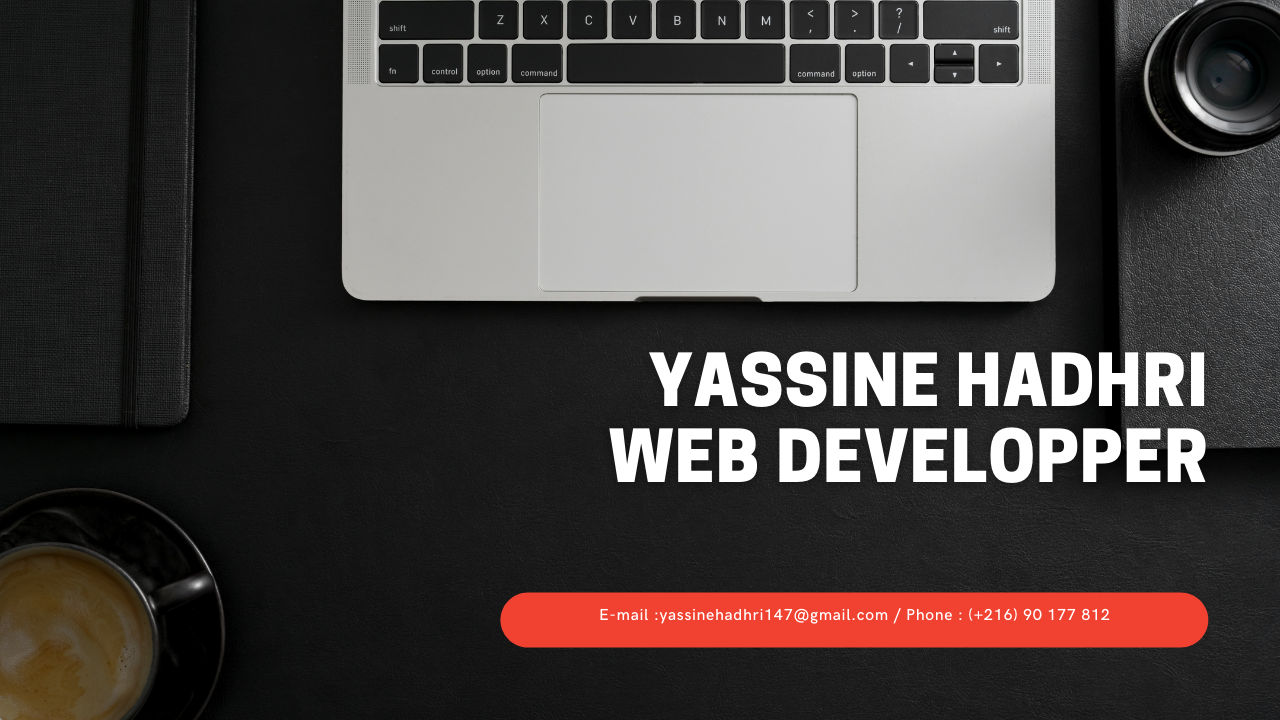 Z X C V B N M < > ?
shift , . / shift
fn control option command command option ◄ ▲ ►
▼
YASSINE HADHRI
WEB DEVELOPPER
E-mail :yassinehadhri147@gmail.com / Phone : (+216) 90 177 812